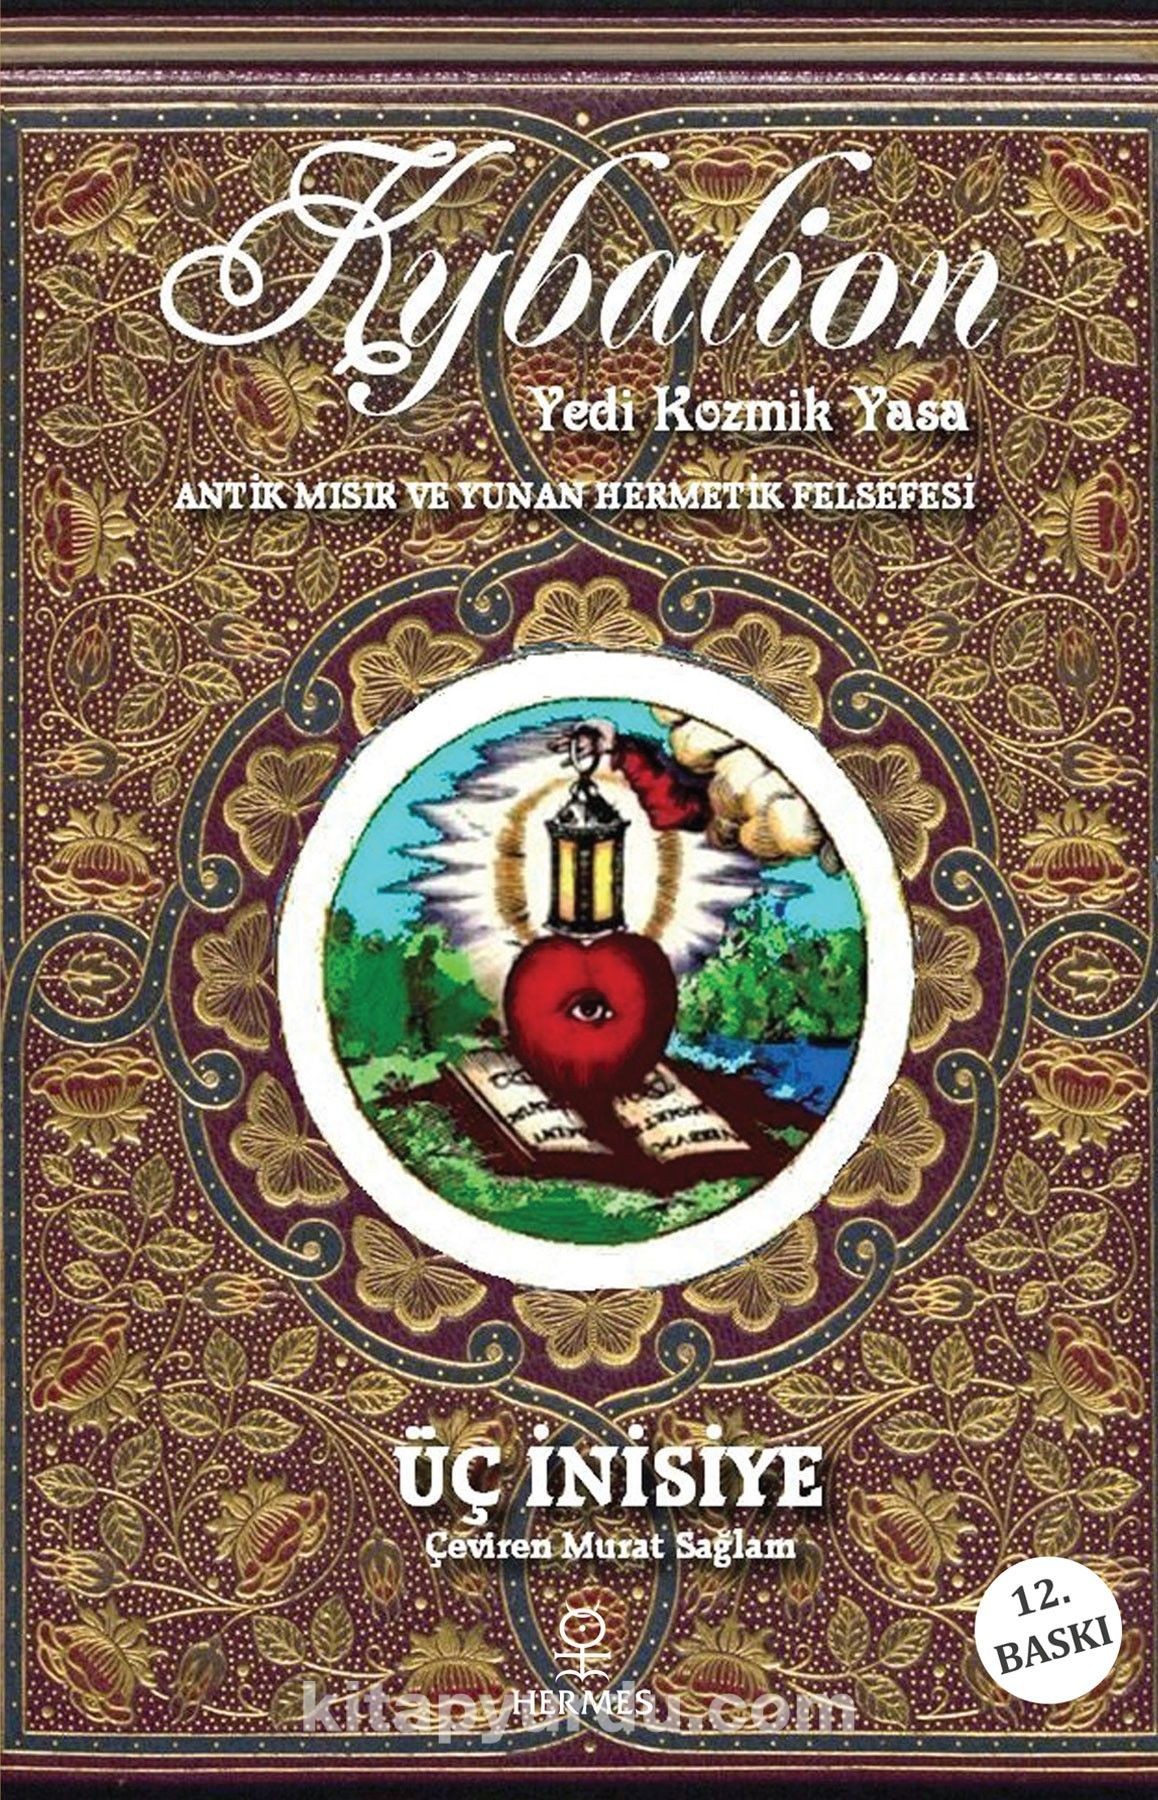 Kybalion
Yedi Kozmik Yasa
ANTİK MISIR VE YUNAN HERMETİK FELSEFESİ
ÜÇ İNİSİYE
Çeviren Murat Sağlam
12.
BASKI
HERMES
kitapyurdu.com